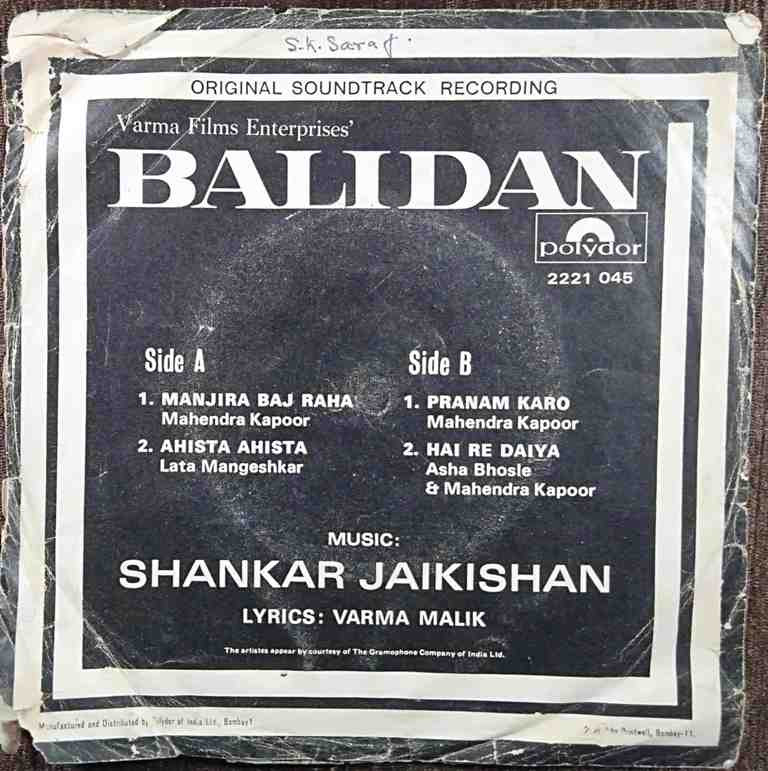 S.K. Saraf.
ORIGINAL SOUNDTRACK RECORDING
Varma Films Enterprises'
BALIDAN
polydor
2221 045
Side A
1. MANJIRA BAJ RAHA
Mahendra Kapoor
2. AHISTA AHISTA
Lata Mangeshkar
Side B
1. PRANAM KARO
Mahendra Kapoor
2. HAI RE DAIYA
Asha Bhosle
& Mahendra Kapoor
MUSIC:
SHANKAR JAIKISHAN
LYRICS: VARMA MALIK
The artistes appear by courtesy of The Gramophone Company of India Ltd.
Manufactured and Distributed by Polydor of India Ltd., Bombay
Printwell, Bombay-11.